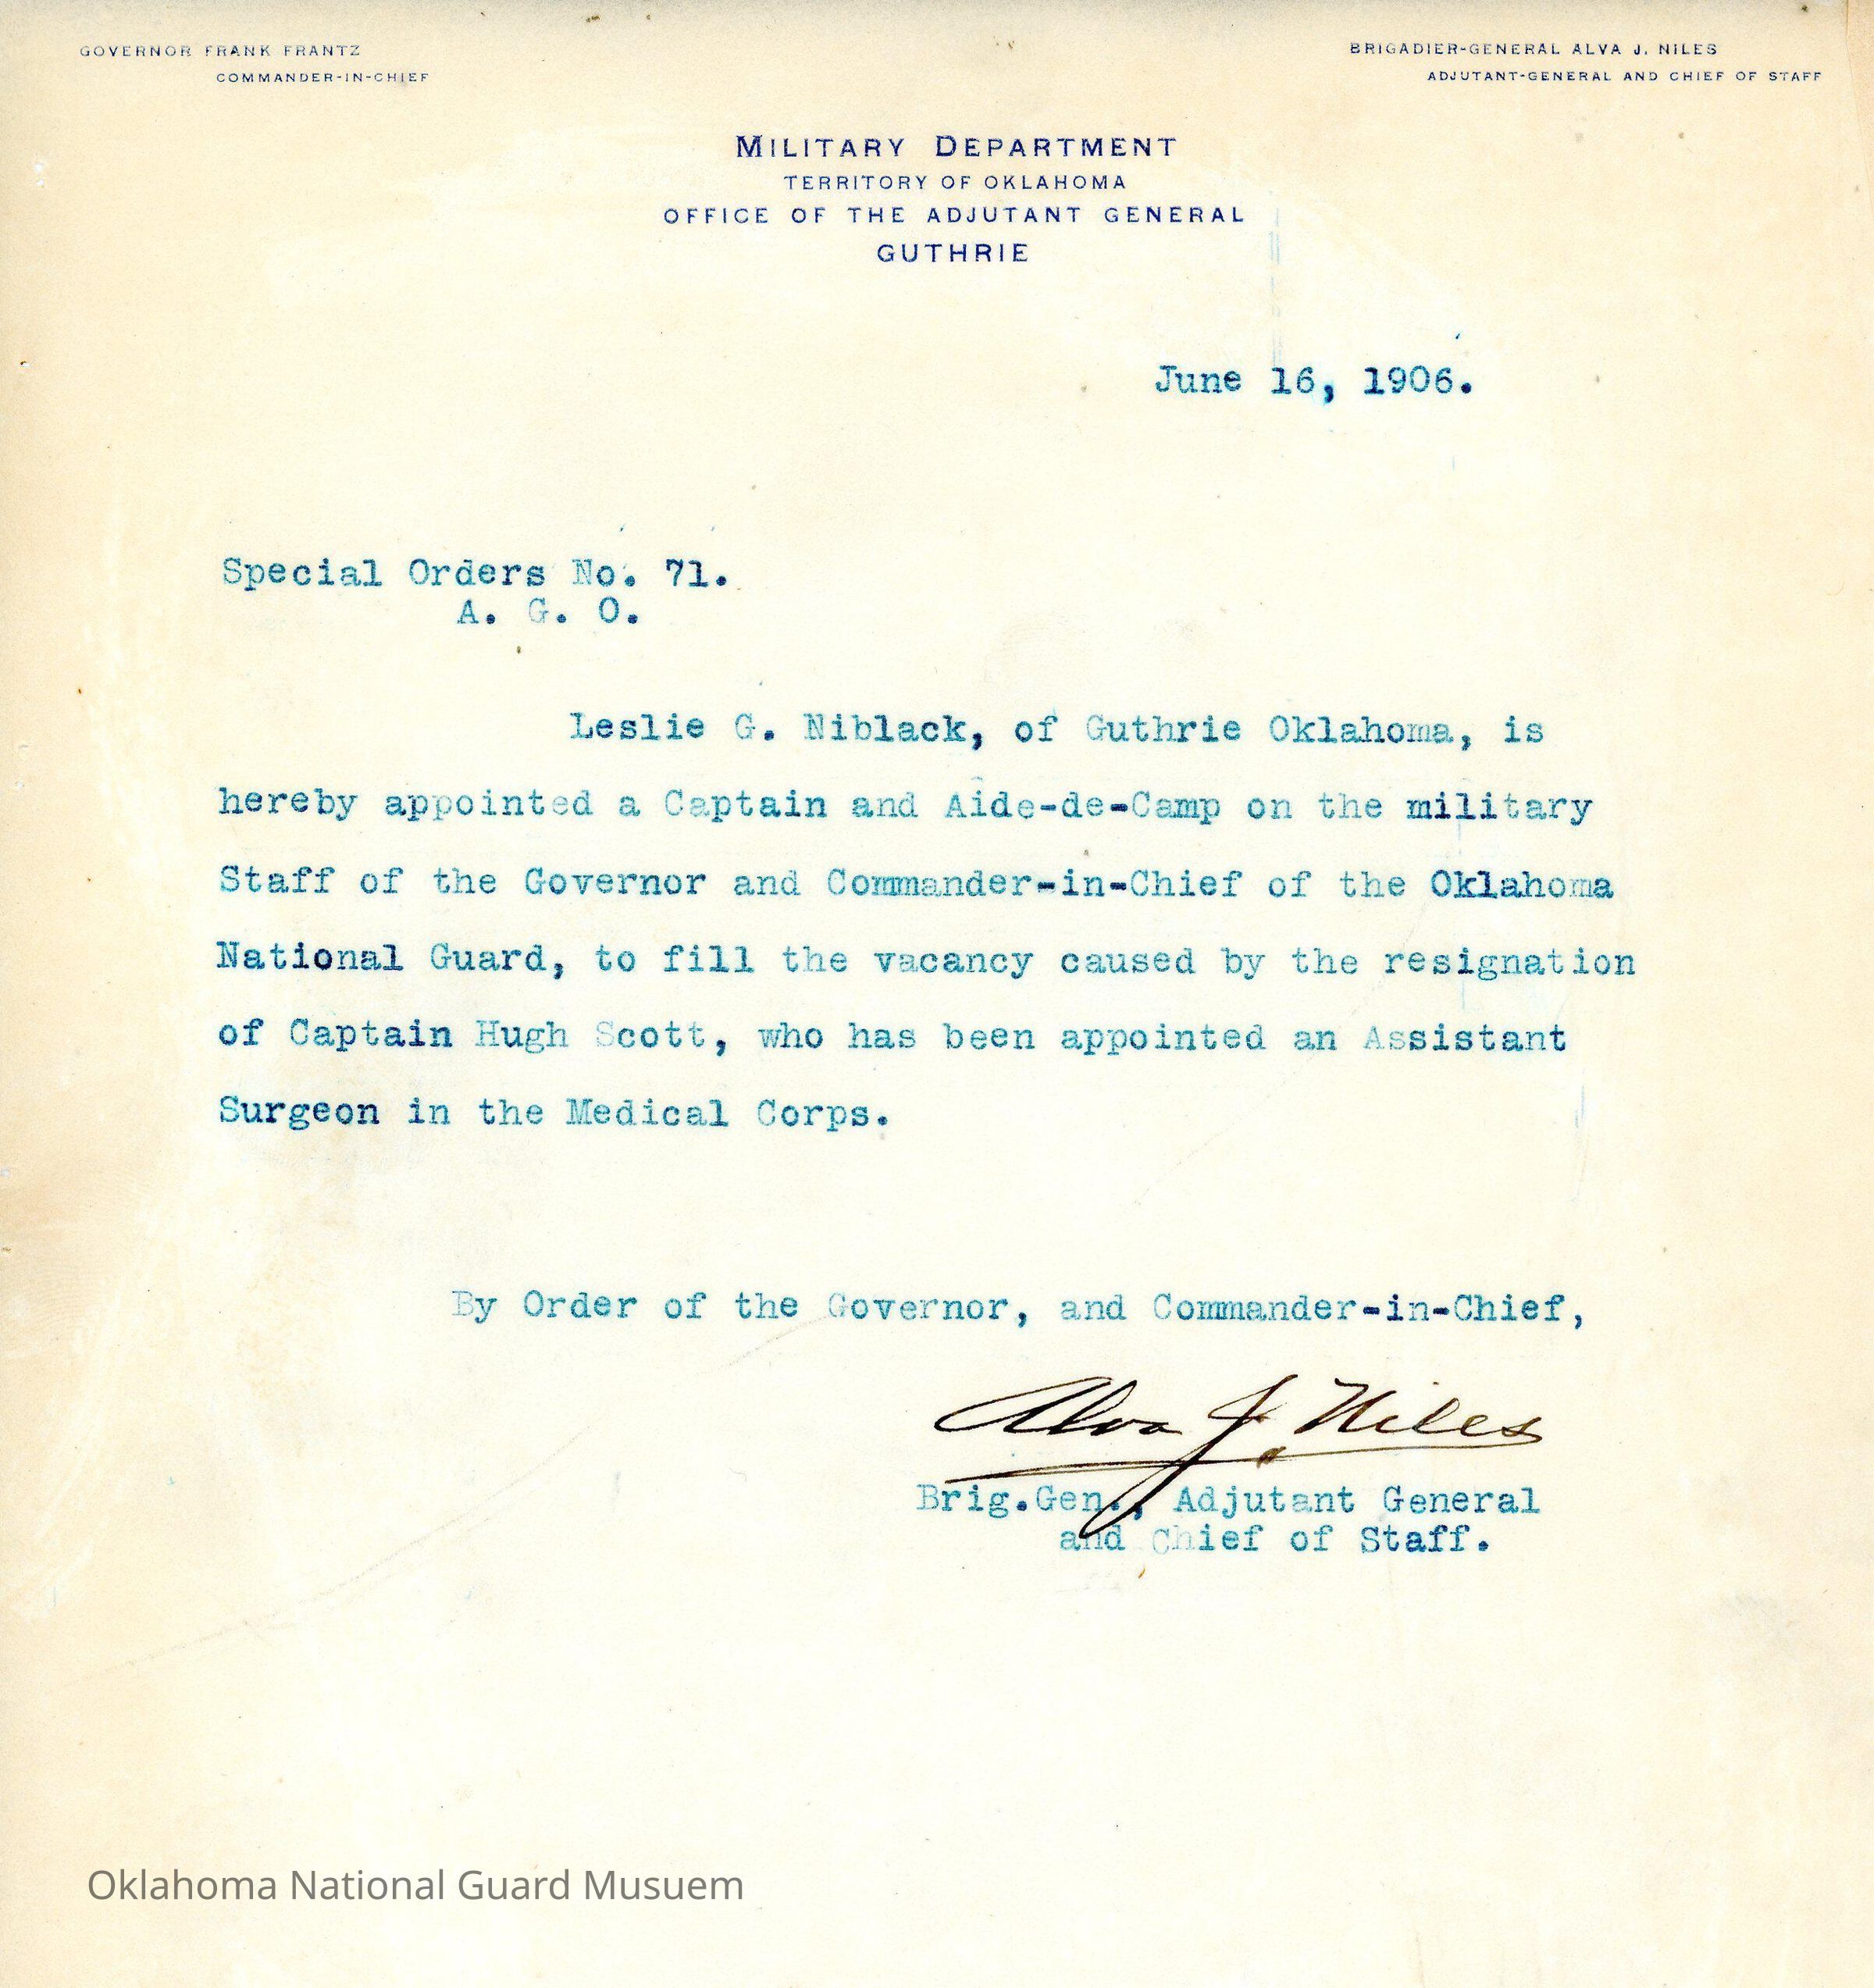 GOVERNOR FRANK FRANTZ
COMMANDER-IN-CHIEF
BRIGADIER-GENERAL ALVA J. NILES
ADJUTANT-GENERAL AND CHIEF OF STAFF
MILITARY DEPARTMENT
TERRITORY OF OKLAHOMA
OFFICE OF THE ADJUTANT GENERAL
GUTHRIE
June 16, 1906.
Special Orders No. 71.
A. G. O.
Leslie G. Niblack, of Guthrie Oklahoma, is
hereby appointed a Captain and Aide-de-Camp on the military
Staff of the Governor and Commander-in-Chief of the Oklahoma
National Guard, to fill the vacancy caused by the resignation
of Captain Hugh Scott, who has been appointed an Assistant
Surgeon in the Medical Corps.
By Order of the Governor, and Commander-in-Chief,
Alva J. Niles
Brig.Gen., Adjutant General
and Chief of Staff.
Oklahoma National Guard Musuem